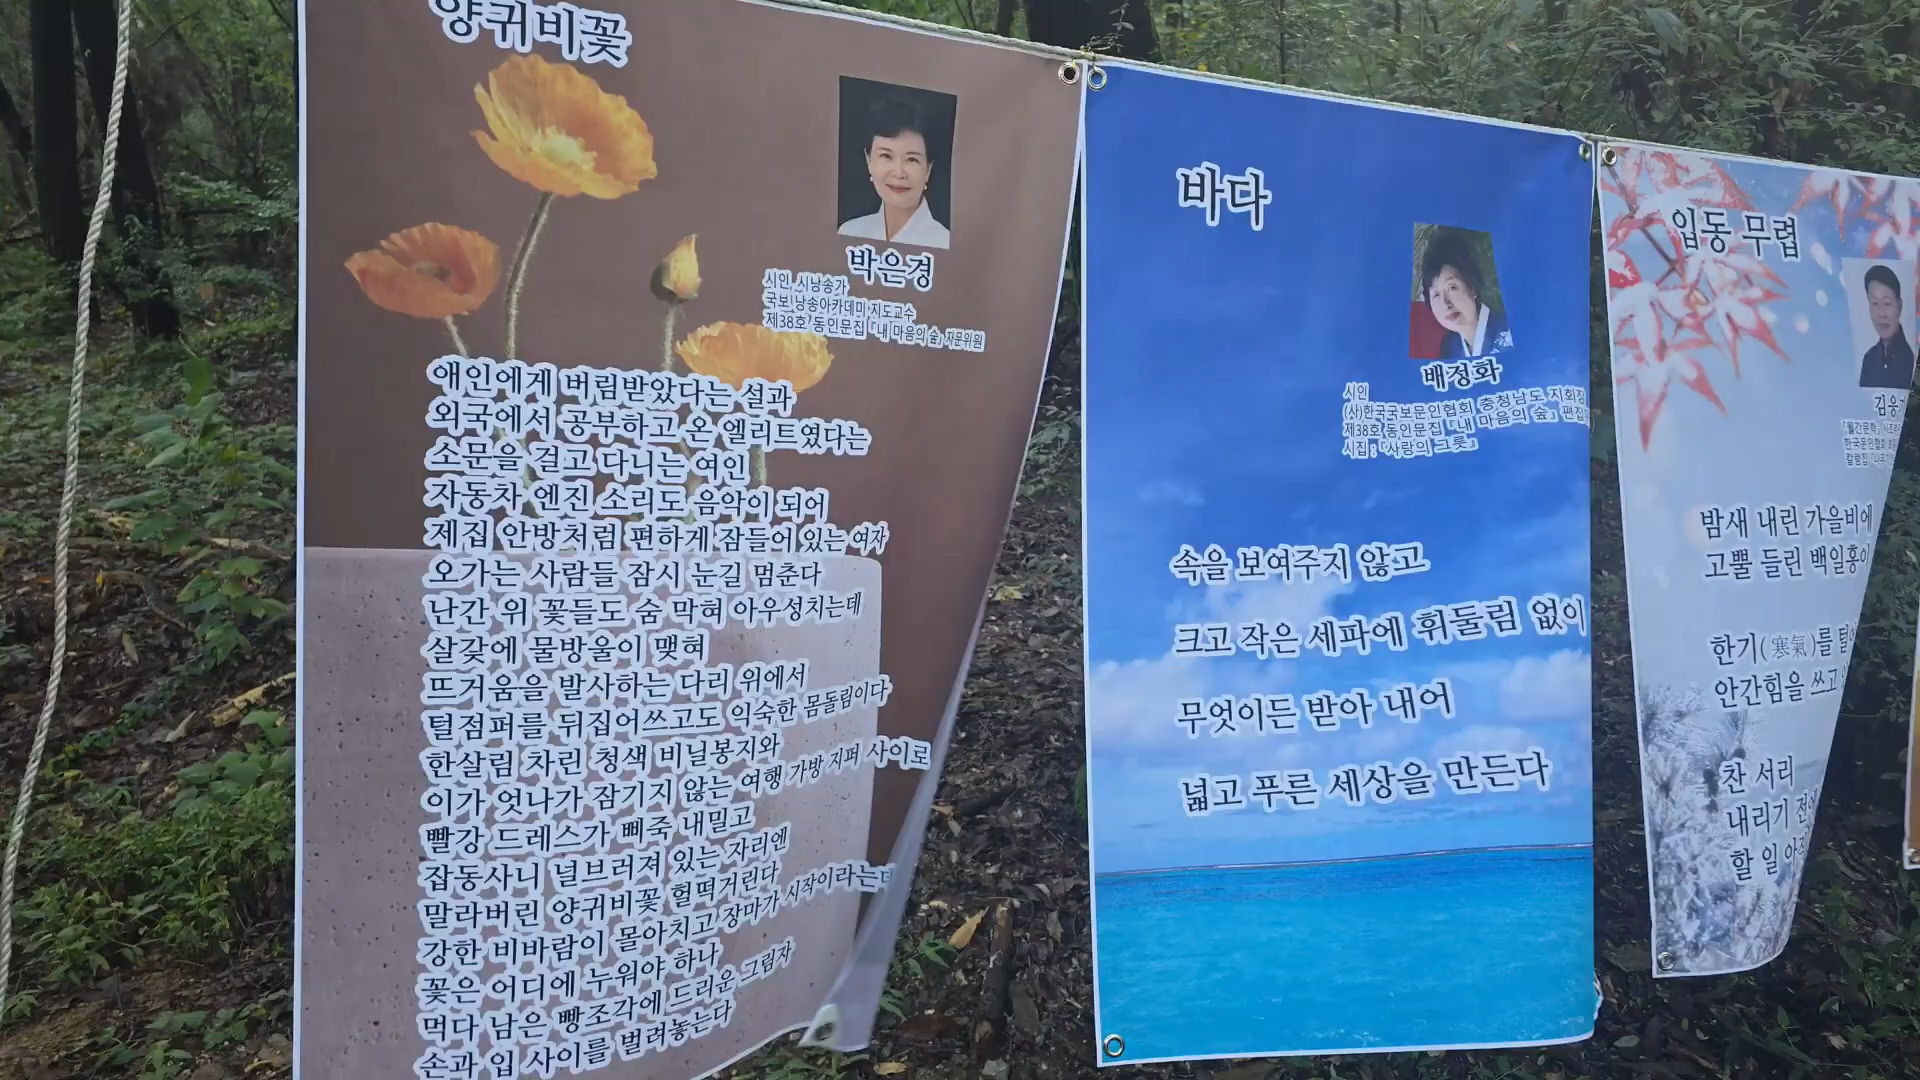 양귀비꽃
박은경
시인, 시낭송가
국보낭송아카데미 지도교수
제38호 동인문집 『내 마음의 숲』 자문위원
애인에게 버림받았다는 설과
외국에서 공부하고 온 엘리트였다는
소문을 걸고 다니는 여인
자동차 엔진 소리도 음악이 되어
제집 안방처럼 편하게 잠들어 있는 여자
오가는 사람들 잠시 눈길 멈춘다
난간 위 꽃들도 숨 막혀 아우성치는데
살갗에 물방울이 맺혀
뜨거움을 발사하는 다리 위에서
털점퍼를 뒤집어쓰고도 익숙한 몸돌림이다
한살림 차린 청색 비닐봉지와
이가 엇나가 잠기지 않는 여행 가방 지퍼 사이로
빨강 드레스가 삐죽 내밀고
잡동사니 널브러져 있는 자리엔
말라버린 양귀비꽃 헐떡거린다
강한 비바람이 몰아치고 장마가 시작이라는데
꽃은 어디에 누워야 하나
먹다 남은 빵조각에 드리운 그림자
손과 입 사이를 벌려놓는다
바다
배정화
시인
(사)한국국보문인협회 충청남도 지회장
제38호 동인문집 『내 마음의 숲』 편집
시집 : 『사랑의 그릇』
속을 보여주지 않고
크고 작은 세파에 휘둘림 없이
무엇이든 받아 내어
넓고 푸른 세상을 만든다
입동 무렵
김웅
『월간문학』
한국문인협회
칼럼집
밤새 내린 가을비에
고뿔 들린 백일홍이
한기(寒氣)를 털
안간힘을 쓰고
찬 서리
내리기 전에
할 일 아직